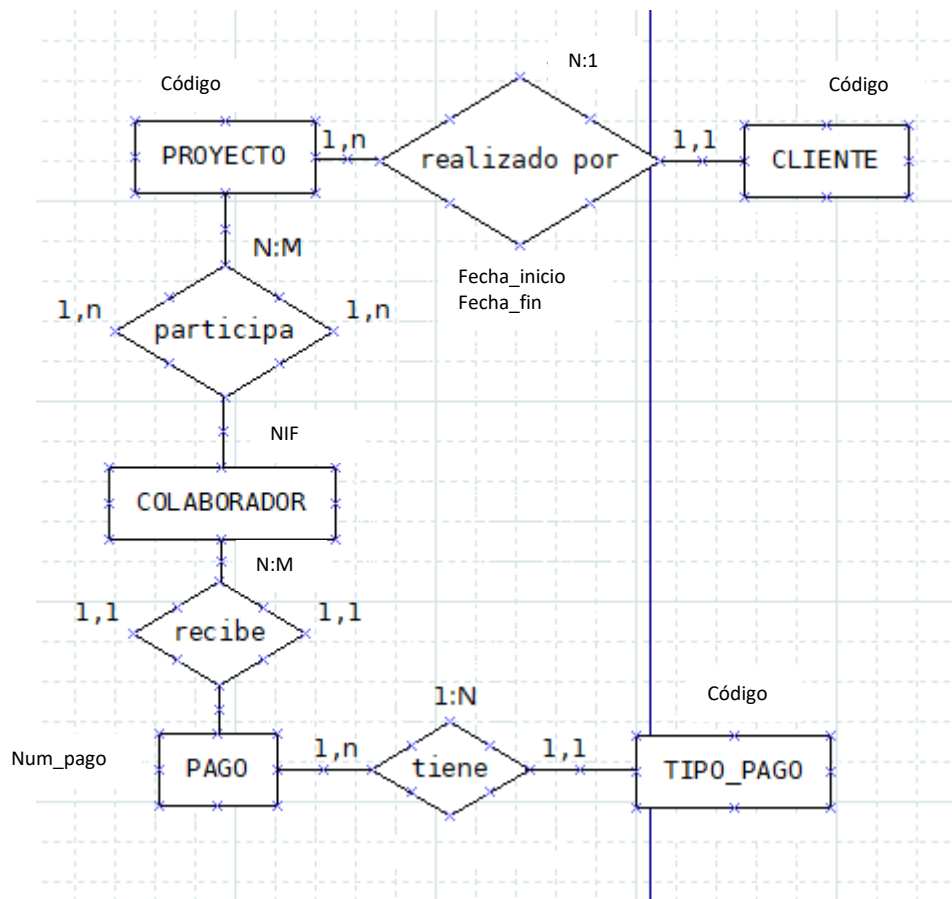 N:1
Código
Código
PROYECTO
1,n
realizado por
1,1
CLIENTE
N:M
Fecha_inicio
Fecha_fin
1,n
participa
1,n
NIF
COLABORADOR
N:M
1,1
recibe
1,1
1:N
Código
Num_pago
PAGO
1,n
tiene
1,1
TIPO_PAGO